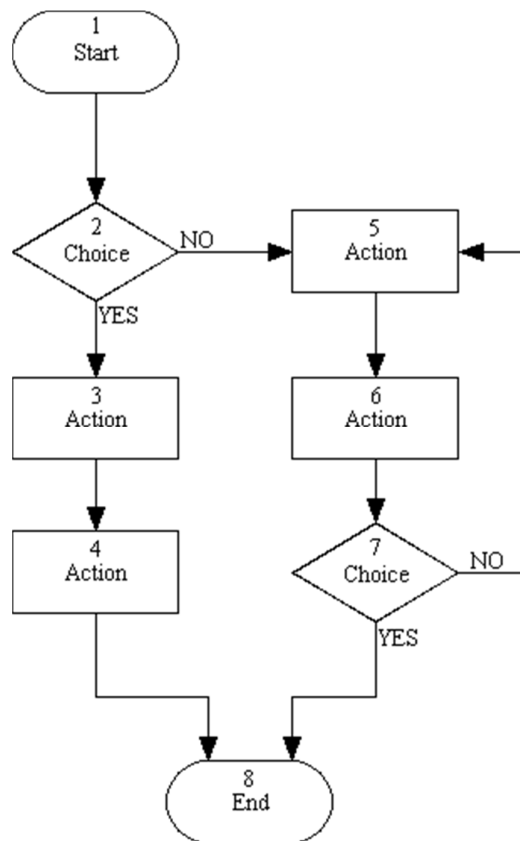 1
Start
2
Choice
NO
YES
3
Action
4
Action
5
Action
6
Action
7
Choice
NO
YES
8
End